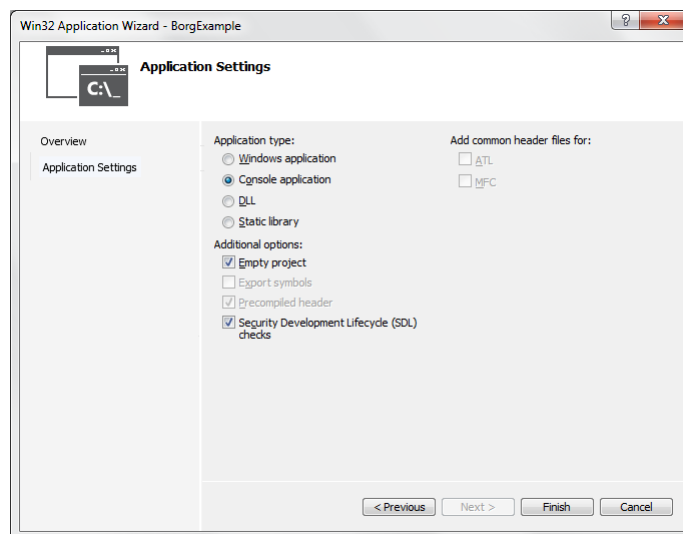 Win32 Application Wizard - BorgExample
C:\_
Application Settings
Overview
Application Settings
Application type:
Windows application
Console application
DLL
Static library
Additional options:
Empty project
Export symbols
Precompiled header
Security Development Lifecycle (SDL)
checks
Add common header files for:
ATL
MFC
< Previous
Next >
Finish
Cancel